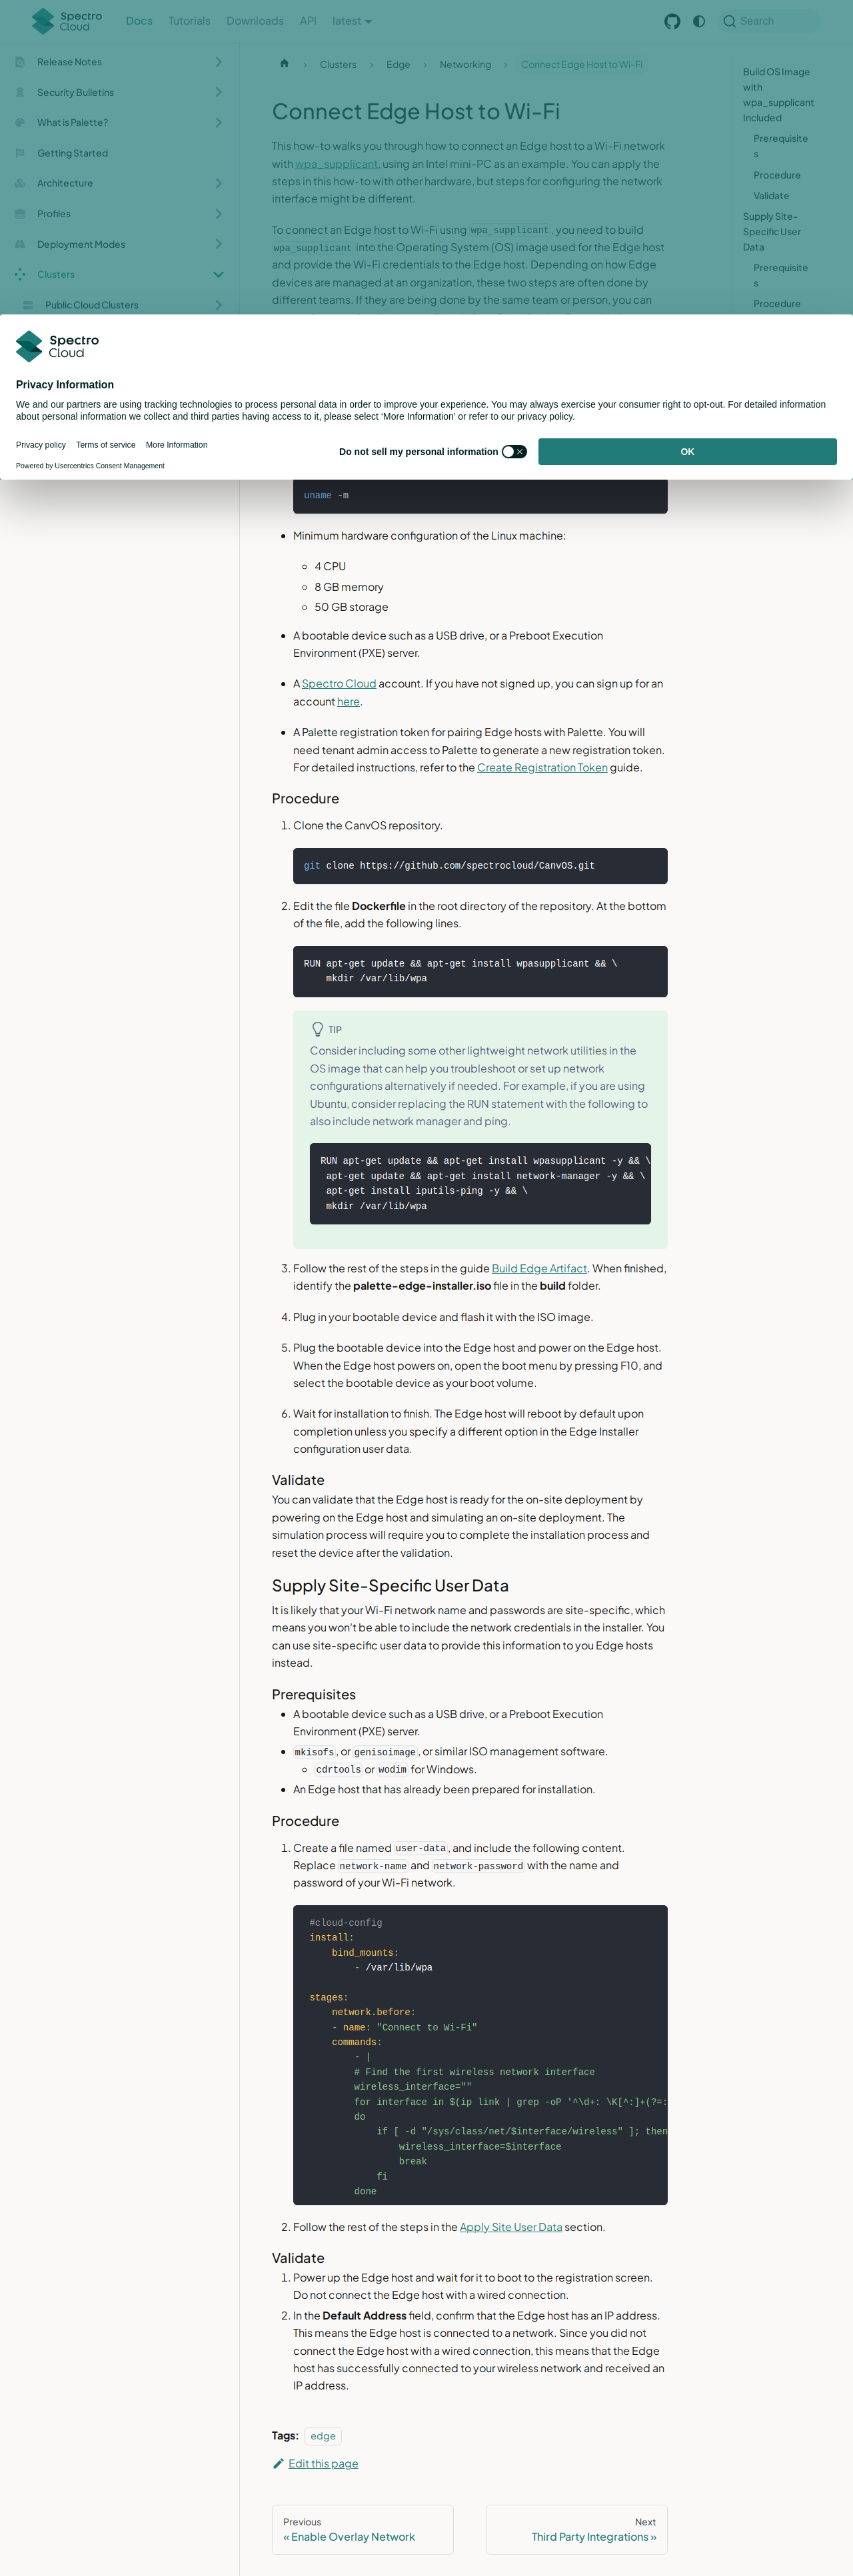 Spectro Cloud
Docs
Tutorials
Downloads
API
latest
Search
Release Notes
Security Bulletins
What is Palette?
Getting Started
Architecture
Profiles
Deployment Modes
Clusters
Public Cloud Clusters
Clusters
Edge
Networking
Connect Edge Host to Wi-Fi
Connect Edge Host to Wi-Fi
This how-to walks you through how to connect an Edge host to a Wi-Fi network
with wpa_supplicant, using an Intel mini-PC as an example. You can apply the
steps in this how-to with other hardware, but steps for configuring the network
interface might be different.
To connect an Edge host to Wi-Fi using wpa_supplicant, you need to build
wpa_supplicant into the Operating System (OS) image used for the Edge host
and provide the Wi-Fi credentials to the Edge host. Depending on how Edge
devices are managed at an organization, these two steps are often done by
different teams. If they are being done by the same team or person, you can
Build OS Image
with
wpa_supplicant
Included
Prerequisite
s
Procedure
Validate
Supply Site-
Specific User
Data
Prerequisite
s
Procedure
Spectro Cloud
Privacy Information
We and our partners are using tracking technologies to process personal data in order to improve your experience. You may always exercise your consumer right to opt-out. For detailed information
about personal information we collect and third parties having access to it, please select ‘More Information’ or refer to our privacy policy.
Privacy policy
Terms of service
More Information
Powered by Usercentrics Consent Management
Do not sell my personal information
OK
uname -m
Minimum hardware configuration of the Linux machine:
4 CPU
8 GB memory
50 GB storage
A bootable device such as a USB drive, or a Preboot Execution
Environment (PXE) server.
A Spectro Cloud account. If you have not signed up, you can sign up for an
account here.
A Palette registration token for pairing Edge hosts with Palette. You will
need tenant admin access to Palette to generate a new registration token.
For detailed instructions, refer to the Create Registration Token guide.
Procedure
1. Clone the CanvOS repository.
git clone https://github.com/spectrocloud/CanvOS.git
2. Edit the file Dockerfile in the root directory of the repository. At the bottom
of the file, add the following lines.
RUN apt-get update && apt-get install wpasupplicant && \
mkdir /var/lib/wpa
TIP
Consider including some other lightweight network utilities in the
OS image that can help you troubleshoot or set up network
configurations alternatively if needed. For example, if you are using
Ubuntu, consider replacing the RUN statement with the following to
also include network manager and ping.
RUN apt-get update && apt-get install wpasupplicant -y && \
apt-get update && apt-get install network-manager -y && \
apt-get install iputils-ping -y && \
mkdir /var/lib/wpa
3. Follow the rest of the steps in the guide Build Edge Artifact. When finished,
identify the palette-edge-installer.iso file in the build folder.
4. Plug in your bootable device and flash it with the ISO image.
5. Plug the bootable device into the Edge host and power on the Edge host.
When the Edge host powers on, open the boot menu by pressing F10, and
select the bootable device as your boot volume.
6. Wait for installation to finish. The Edge host will reboot by default upon
completion unless you specify a different option in the Edge Installer
configuration user data.
Validate
You can validate that the Edge host is ready for the on-site deployment by
powering on the Edge host and simulating an on-site deployment. The
simulation process will require you to complete the installation process and
reset the device after the validation.
Supply Site-Specific User Data
It is likely that your Wi-Fi network name and passwords are site-specific, which
means you won't be able to include the network credentials in the installer. You
can use site-specific user data to provide this information to you Edge hosts
instead.
Prerequisites
A bootable device such as a USB drive, or a Preboot Execution
Environment (PXE) server.
mkisofs, or genisoimage, or similar ISO management software.
cdrtools or wodim for Windows.
An Edge host that has already been prepared for installation.
Procedure
1. Create a file named user-data, and include the following content.
Replace network-name and network-password with the name and
password of your Wi-Fi network.
#cloud-config
install:
bind_mounts:
- /var/lib/wpa
stages:
network.before:
- name: "Connect to Wi-Fi"
commands:
- |
# Find the first wireless network interface
wireless_interface=""
for interface in $(ip link | grep -oP '^\d+: \K[^:]+(?=:
do
if [ -d "/sys/class/net/$interface/wireless" ]; then
wireless_interface=$interface
break
fi
done
2. Follow the rest of the steps in the Apply Site User Data section.
Validate
1. Power up the Edge host and wait for it to boot to the registration screen.
Do not connect the Edge host with a wired connection.
2. In the Default Address field, confirm that the Edge host has an IP address.
This means the Edge host is connected to a network. Since you did not
connect the Edge host with a wired connection, this means that the Edge
host has successfully connected to your wireless network and received an
IP address.
Tags: edge
Edit this page
Previous
« Enable Overlay Network
Next
Third Party Integrations »